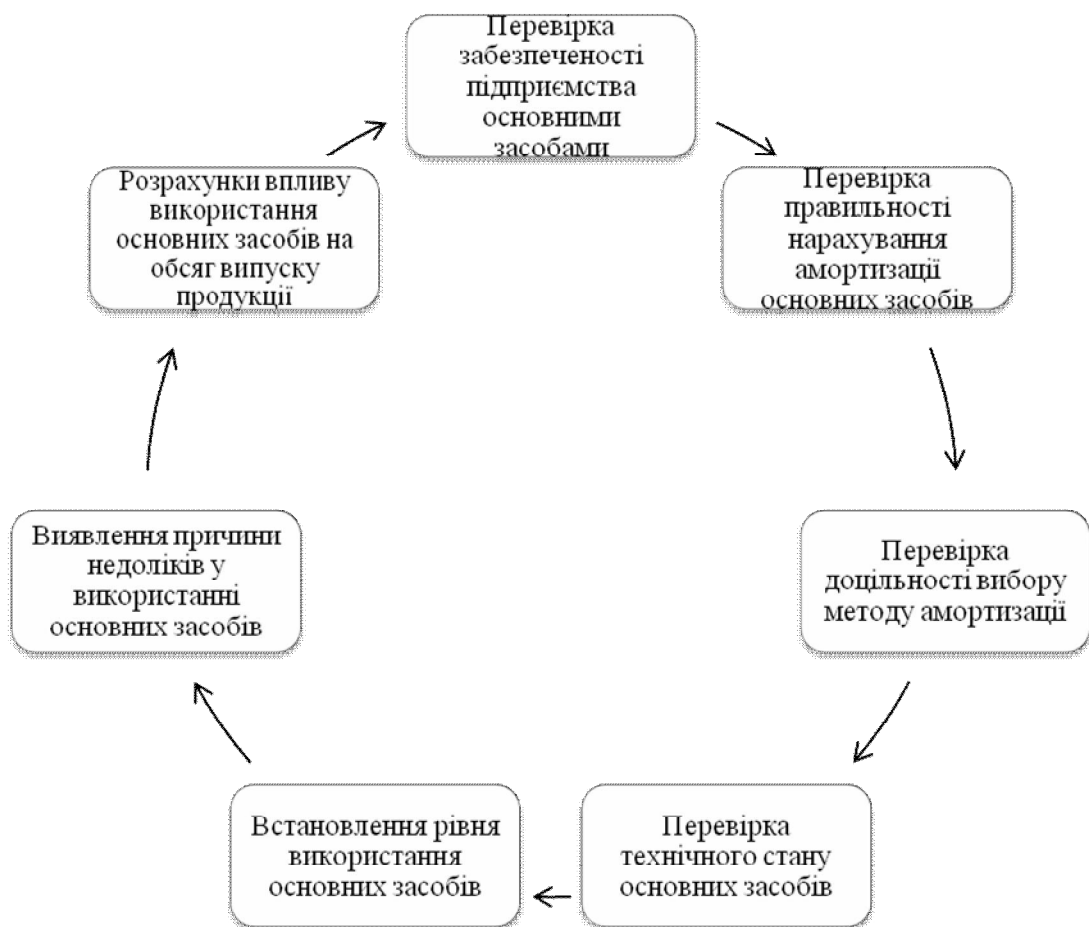 Перевірка
забезпеченості
підприємства
основними
засобами
Перевірка
правильності
нарахування
амортизації
основних засобів
Перевірка
доцільності вибору
методу амортизації
Перевірка
технічного стану
основних засобів
Встановлення рівня
використання
основних засобів
Виявлення причини
недоліків у
використанні
основних засобів
Розрахунки впливу
використання
основних засобів на
обсяг випуску
продукції